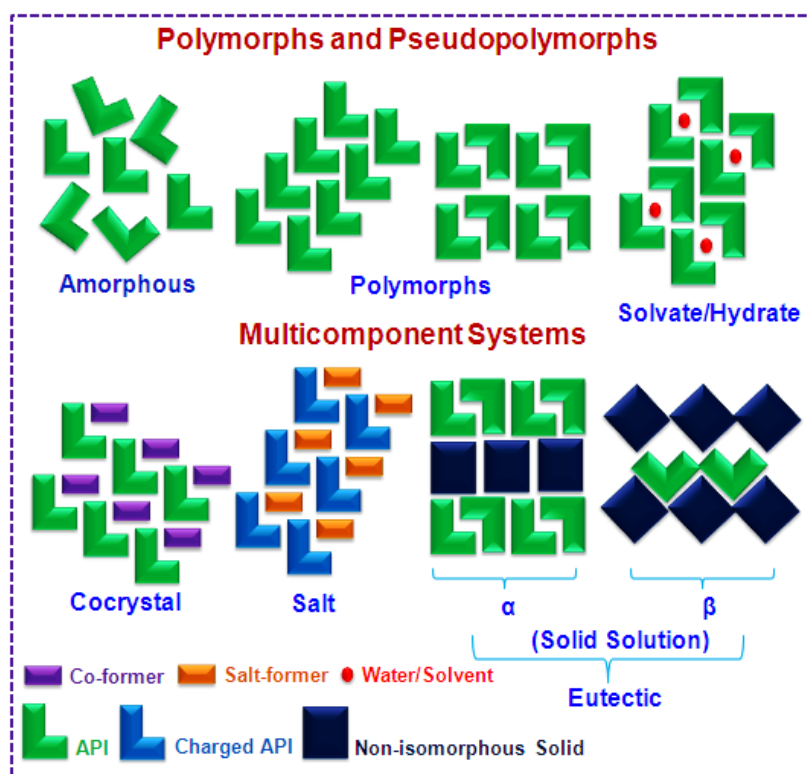 Polymorphs and Pseudopolymorphs
Amorphous
Polymorphs
Solvate/Hydrate
Multicomponent Systems
Cocrystal
Salt
α
β
(Solid Solution)
Eutectic
Co-former
Salt-former
Water/Solvent
API
Charged API
Non-isomorphous Solid